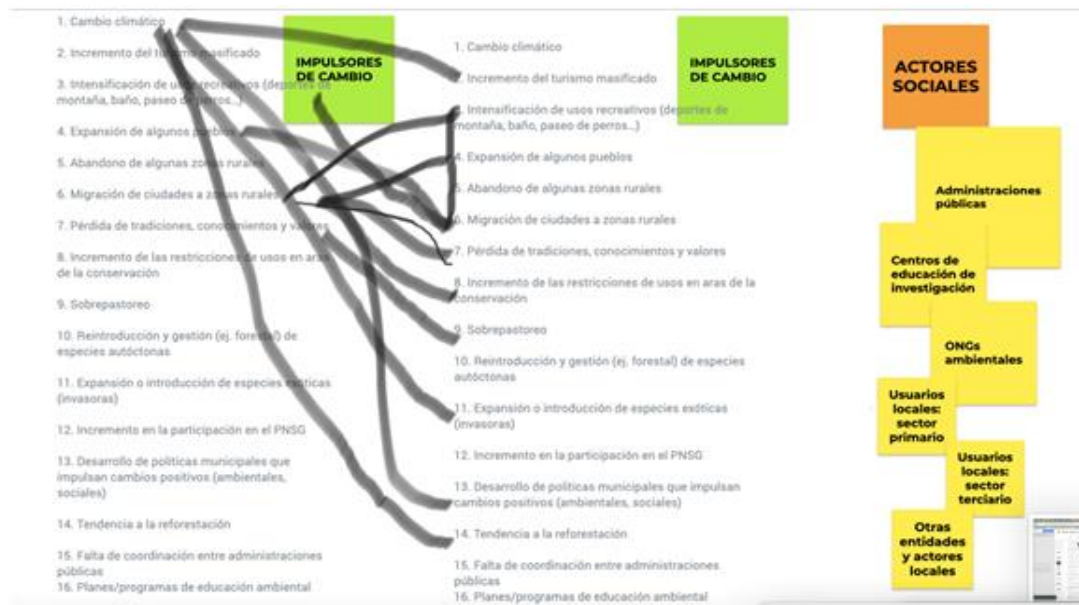 1. Cambio climático
2. Incremento del turismo masificado
3. Intensificación de usos recreativos (deportes de
montaña, baño, paseo de perros...)
4. Expansión de algunos pueblos
5. Abandono de algunas zonas rurales
6. Migración de ciudades a zonas rurales
7. Pérdida de tradiciones, conocimientos y valores
8. Incremento de las restricciones de usos en aras
de la conservación
9. Sobrepastoreo
10. Reintroducción y gestión (ej. forestal) de
especies autóctonas
11. Expansión o introducción de especies exóticas
(invasoras)
12. Incremento en la participación en el PNSG
13. Desarrollo de políticas municipales que
impulsan cambios positivos (ambientales,
sociales)
14. Tendencia a la reforestación
15. Falta de coordinación entre administraciones
públicas
16. Planes/programas de educación ambiental
IMPULSORES
DE CAMBIO
1. Cambio climático
2. Incremento del turismo masificado
3. Intensificación de usos recreativos (deportes de
montaña, baño, paseo de perros...)
4. Expansión de algunos pueblos
5. Abandono de algunas zonas rurales
6. Migración de ciudades a zonas rurales
7. Pérdida de tradiciones, conocimientos y valores
8. Incremento de las restricciones de usos en aras de la
conservación
9. Sobrepastoreo
10. Reintroducción y gestión (ej. forestal) de especies
autóctonas
11. Expansión o introducción de especies exóticas
(invasoras)
12. Incremento en la participación en el PNSG
13. Desarrollo de políticas municipales que impulsan
cambios positivos (ambientales, sociales)
14. Tendencia a la reforestación
15. Falta de coordinación entre administraciones
públicas
16. Planes/programas de educación ambiental
IMPULSORES
DE CAMBIO
ACTORES
SOCIALES
Administraciones
públicas
Centros de
educación de
investigación
ONGs
ambientales
Usuarios
locales:
sector
primario
Usuarios
locales:
sector
terciario
Otras
entidades
y actores
locales